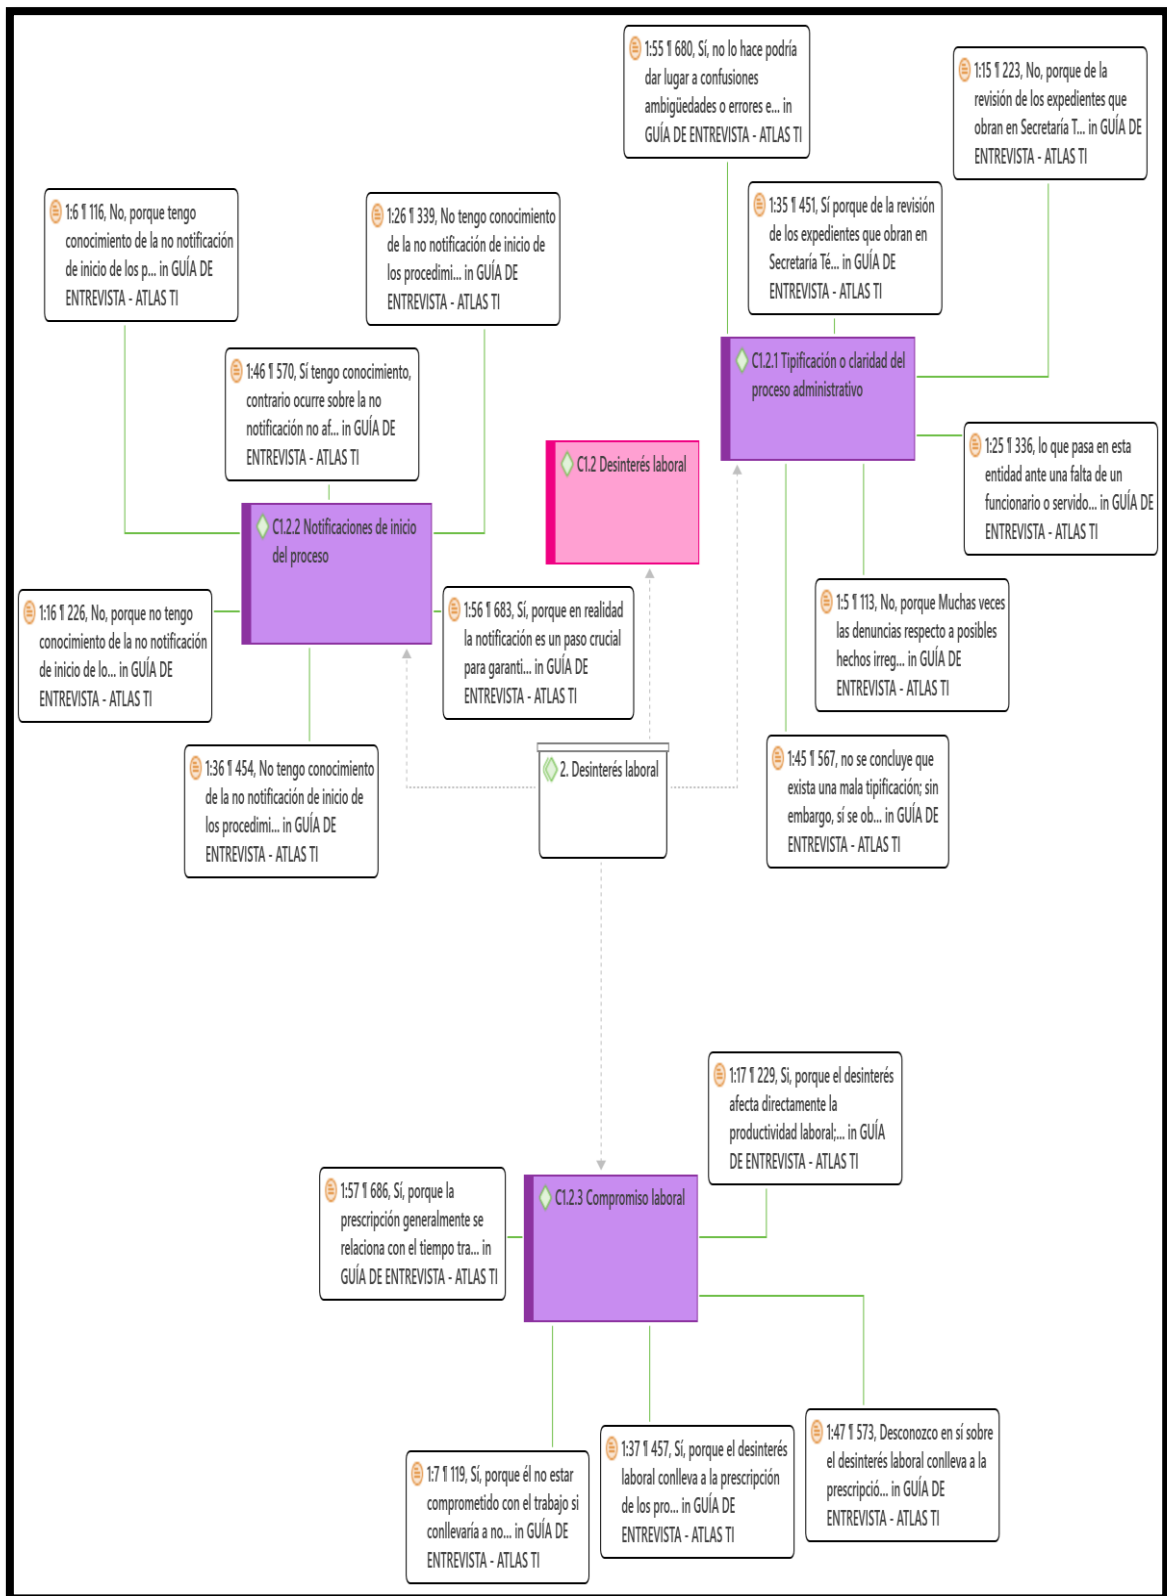 1:55 ¶ 680, Sí, no lo hace podría
dar lugar a confusiones
ambigüedades o errores e... in
GUÍA DE ENTREVISTA - ATLAS TI
1:15 ¶ 223, No, porque de la
revisión de los expedientes que
obran en Secretaría T... in GUÍA DE
ENTREVISTA - ATLAS TI
1:6 ¶ 116, No, porque tengo
conocimiento de la no notificación
de inicio de los p... in GUÍA DE
ENTREVISTA - ATLAS TI
1:26 ¶ 339, No tengo conocimiento
de la no notificación de inicio de
los procedimi... in GUÍA DE
ENTREVISTA - ATLAS TI
1:35 ¶ 451, Sí porque de la revisión
de los expedientes que obran en
Secretaría Té... in GUÍA DE
ENTREVISTA - ATLAS TI
1:46 ¶ 570, Sí tengo conocimiento,
contrario ocurre sobre la no
notificación no af... in GUÍA DE
ENTREVISTA - ATLAS TI
C1.2.1 Tipificación o claridad del
proceso administrativo
C1.2 Desinterés laboral
1:25 ¶ 336, lo que pasa en esta
entidad ante una falta de un
funcionario o servido... in GUÍA DE
ENTREVISTA - ATLAS TI
C1.2.2 Notificaciones de inicio
del proceso
1:16 ¶ 226, No, porque no tengo
conocimiento de la no notificación
de inicio de lo... in GUÍA DE
ENTREVISTA - ATLAS TI
1:56 ¶ 683, Sí, porque en realidad
la notificación es un paso crucial
para garanti... in GUÍA DE
ENTREVISTA - ATLAS TI
1:5 ¶ 113, No, porque Muchas veces
las denuncias respecto a posibles
hechos irreg... in GUÍA DE
ENTREVISTA - ATLAS TI
1:36 ¶ 454, No tengo conocimiento
de la no notificación de inicio de
los procedimi... in GUÍA DE
ENTREVISTA - ATLAS TI
2. Desinterés laboral
1:45 ¶ 567, no se concluye que
exista una mala tipificación; sin
embargo, sí se ob... in GUÍA DE
ENTREVISTA - ATLAS TI
1:17 ¶ 229, Si, porque el desinterés
afecta directamente la
productividad laboral;... in GUÍA
DE ENTREVISTA - ATLAS TI
1:57 ¶ 686, Sí, porque la
prescripción generalmente se
relaciona con el tiempo tra... in
GUÍA DE ENTREVISTA - ATLAS TI
C1.2.3 Compromiso laboral
1:7 ¶ 119, Sí, porque él no estar
comprometido con el trabajo si
conllevaría a no... in GUÍA DE
ENTREVISTA - ATLAS TI
1:37 ¶ 457, Sí, porque el desinterés
laboral conlleva a la prescripción
de los pro... in GUÍA DE
ENTREVISTA - ATLAS TI
1:47 ¶ 573, Desconozco en sí sobre
el desinterés laboral conlleva a la
prescripció... in GUÍA DE
ENTREVISTA - ATLAS TI